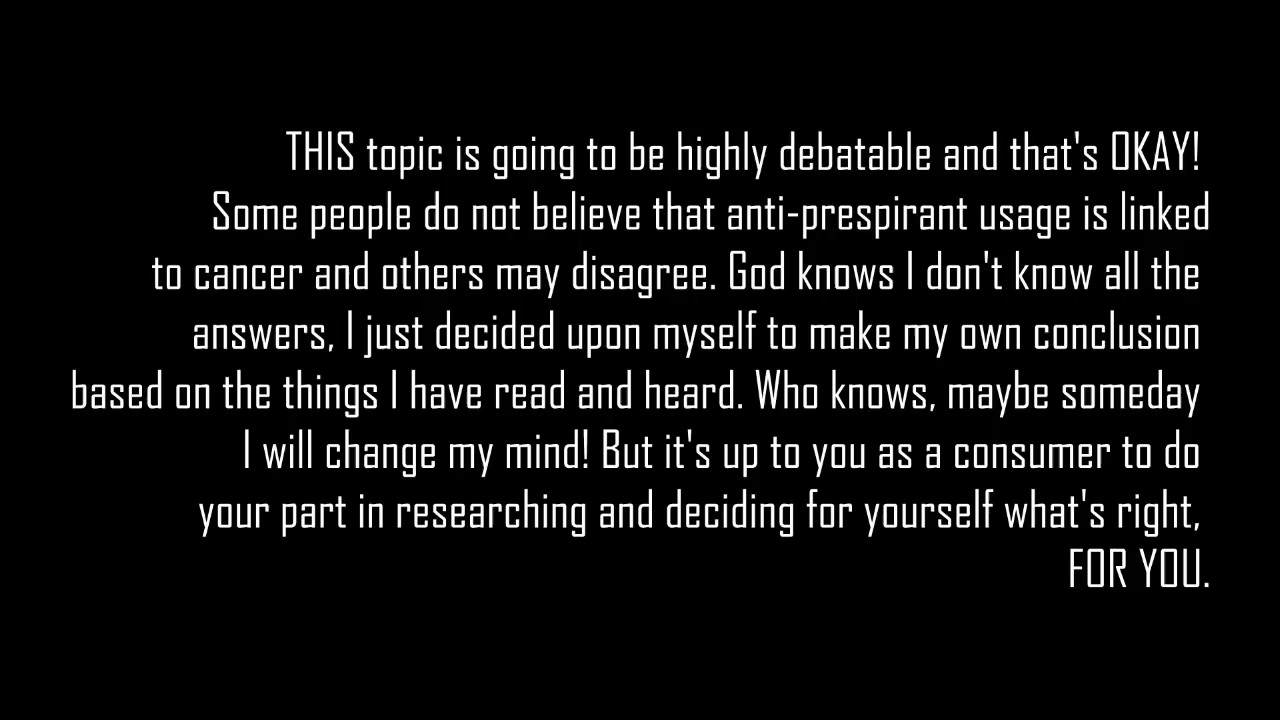 THIS topic is going to be highly debatable and that's OKAY!
Some people do not believe that anti-prespirant usage is linked
to cancer and others may disagree. God knows I don't know all the
answers, I just decided upon myself to make my own conclusion
based on the things I have read and heard. Who knows, maybe someday
I will change my mind! But it's up to you as a consumer to do
your part in researching and deciding for yourself what's right,
FOR YOU.